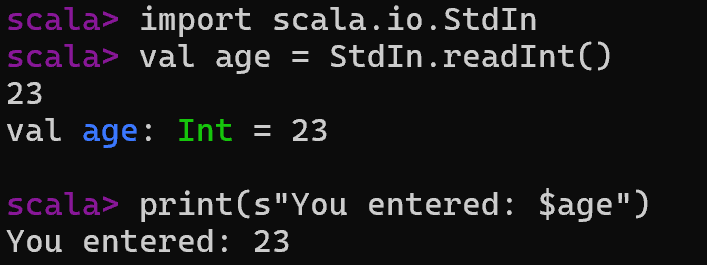 scala> import scala.io.StdIn
scala> val age = StdIn.readInt()
23
val age: Int = 23
scala> print(s"You entered: $age")
You entered: 23